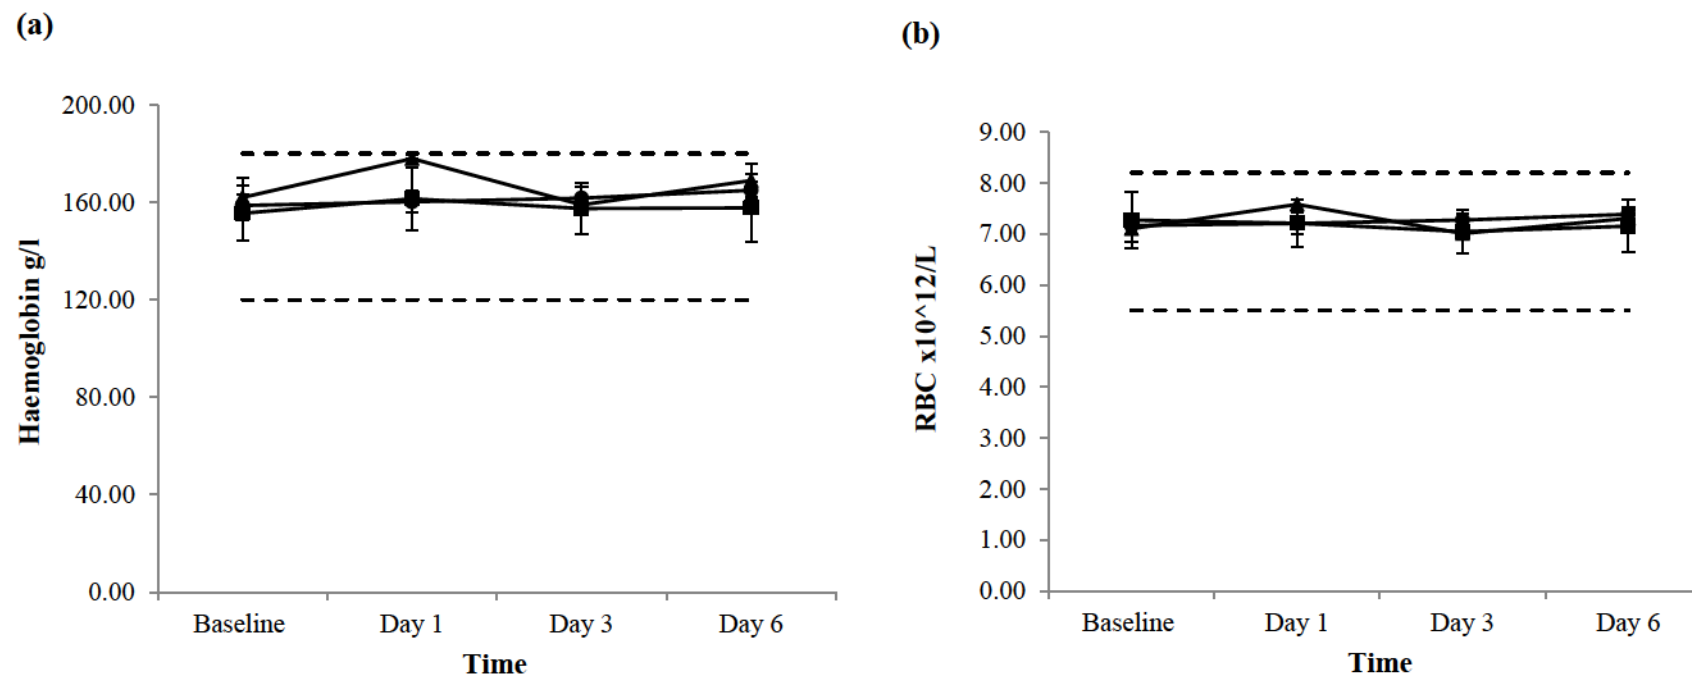 (a)
200.00
160.00
120.00
80.00
40.00
0.00
Haemoglobin g/l
Baseline Day 1 Day 3 Day 6
Time
(b)
9.00
8.00
7.00
6.00
5.00
4.00
3.00
2.00
1.00
0.00
RBC x10^12/L
Baseline Day 1 Day 3 Day 6
Time